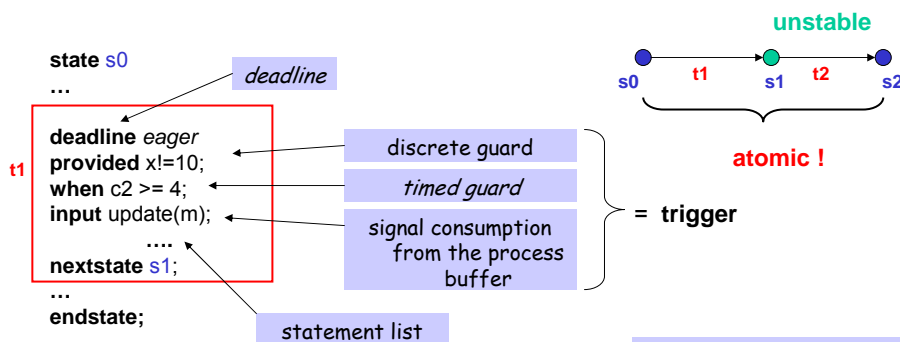 state s0
…
deadline
t1
deadline eager
provided x!=10;
when c2 >= 4;
input update(m);
….
nextstate s1;
…
endstate;
discrete guard
timed guard
signal consumption
from the process
buffer
statement list
= trigger
unstable
s0
t1
s1
t2
s2
atomic !